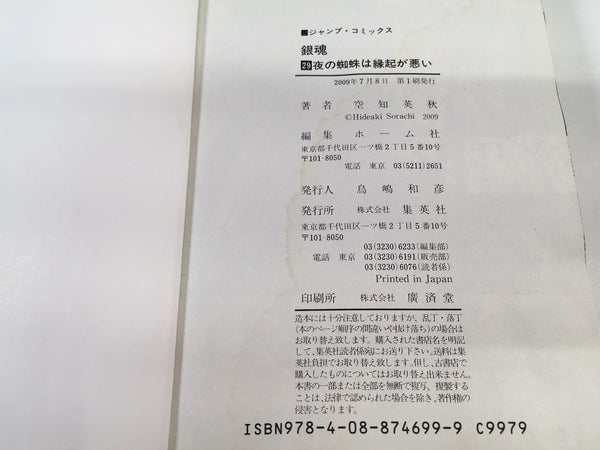 ■ジャンプ・コミックス
銀魂
29夜の蜘蛛は縁起が悪い
2009年7月8日 第1刷発行
著者 空知英秋
©Hideaki Sorachi 2009
編集 ホーム社
東京都千代田区一ツ橋2丁目5番10号
〒101-8050
電話 東京 03(5211)2651
発行人 鳥嶋和彦
発行所 株式会社 集英社
東京都千代田区一ツ橋2丁目5番10号
〒101-8050
03(3230)6233(編集部)
電話 東京 03(3230)6191(販売部)
03(3230)6076(読者係)
Printed in Japan
印刷所 株式会社 廣済堂
造本には十分注意しておりますが、乱丁・落丁
(本のページ順序の間違いや抜け落ち)の場合は
お取り替え致します。購入された書店名を明記し
て、集英社読者係宛にお送り下さい。送料は集
英社負担でお取り替え致します。但し、古書店で
購入したものについてはお取り替え出来ません。
本書の一部または全部を無断で複写、複製する
ことは、法律で認められた場合を除き、著作権の
侵害となります。
ISBN978-4-08-874699-9 C9979